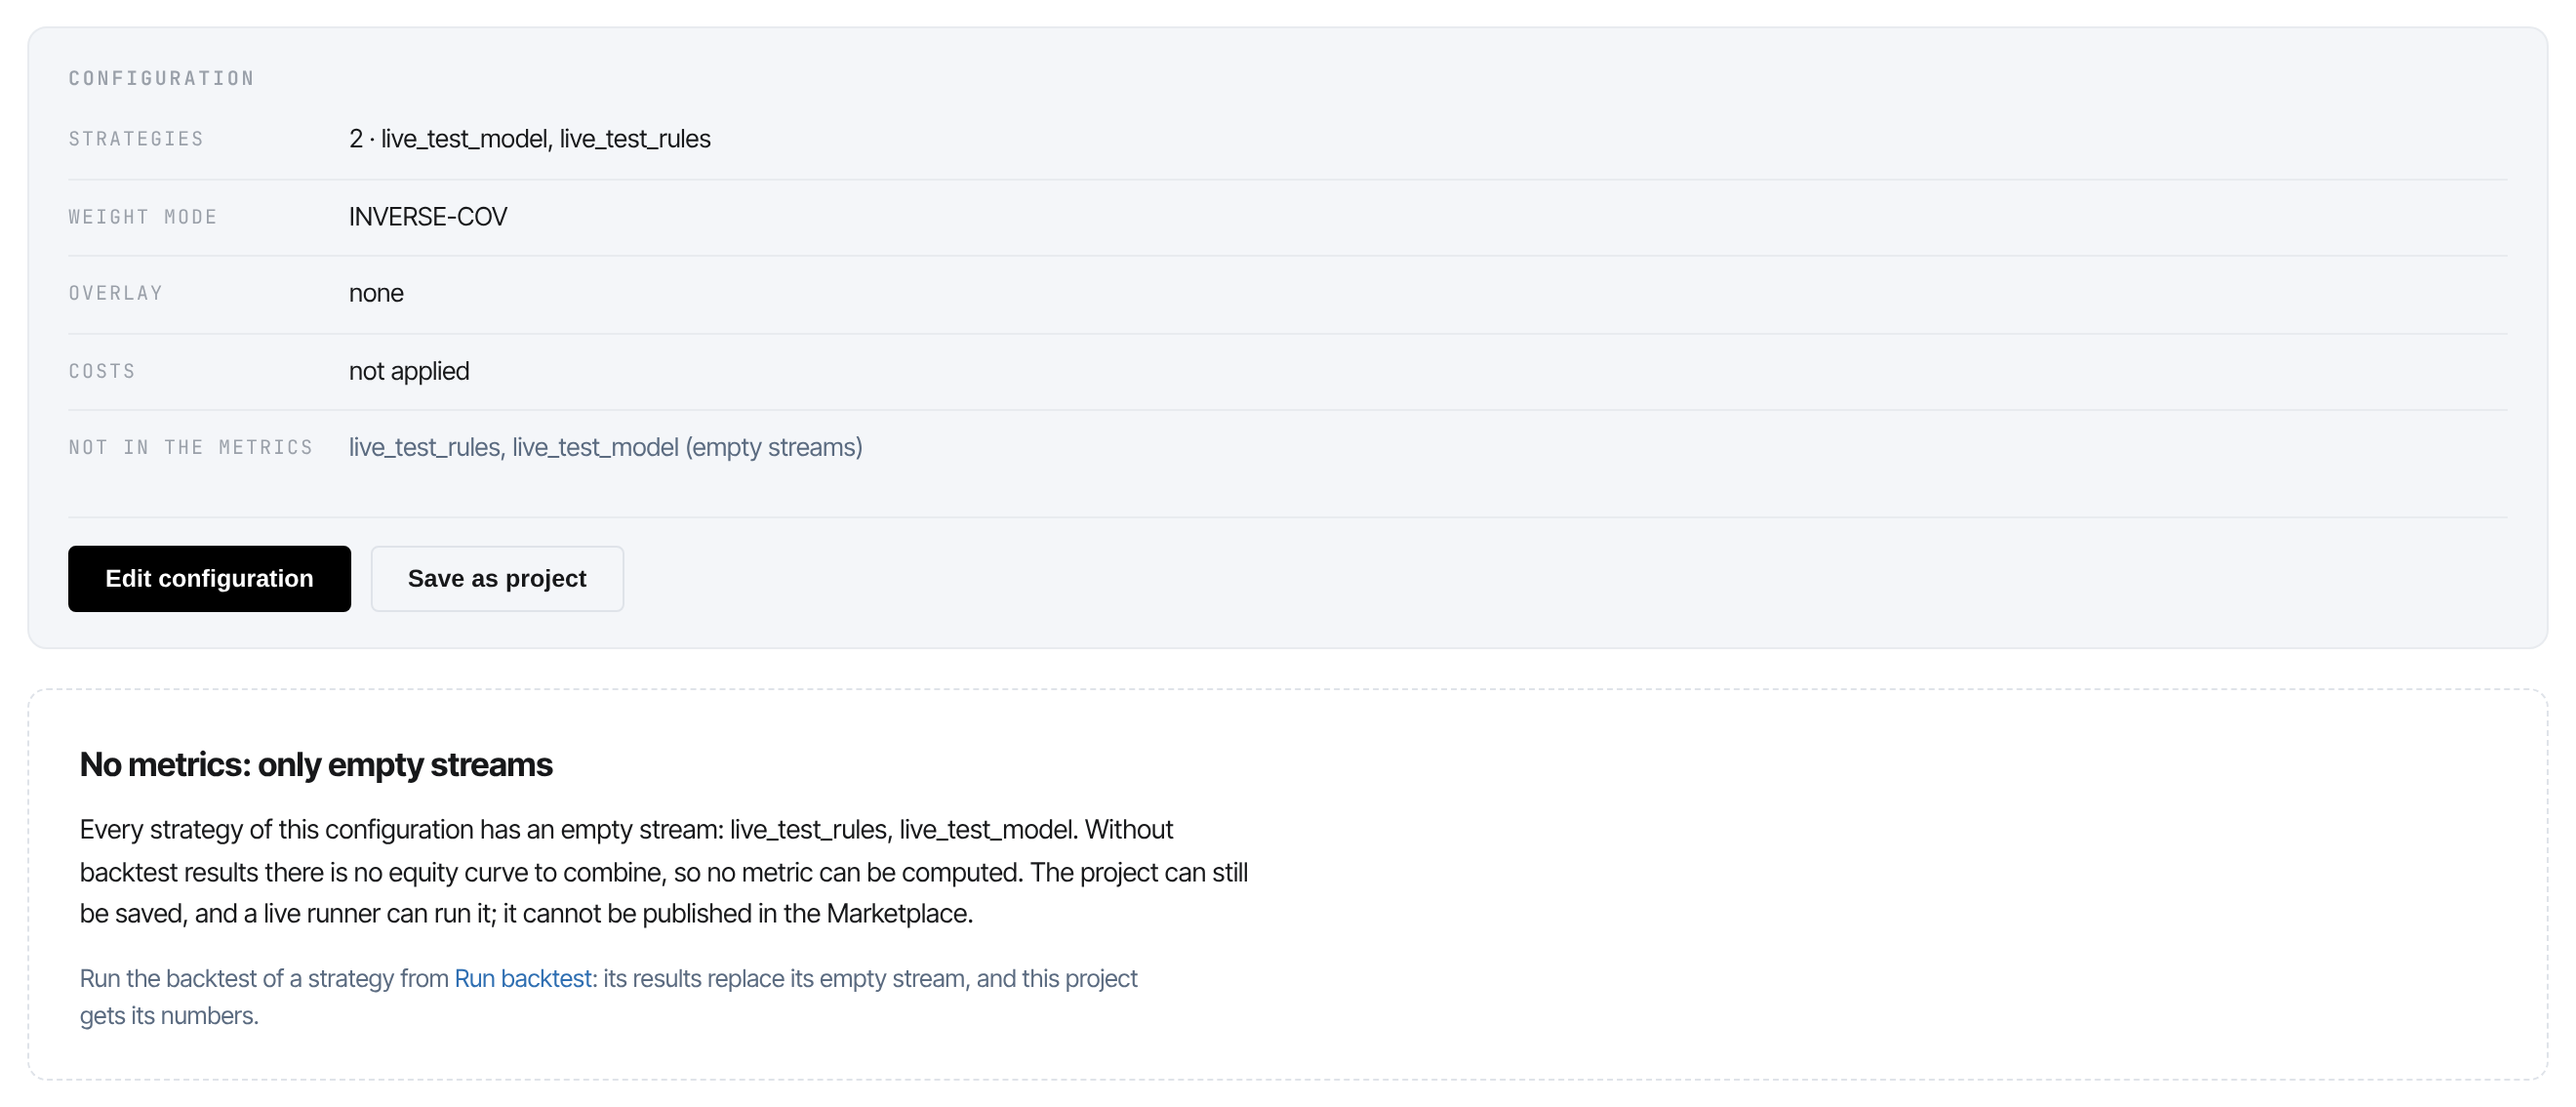 CONFIGURATION
STRATEGIES 2 · live_test_model, live_test_rules
WEIGHT MODE INVERSE-COV
OVERLAY none
COSTS not applied
NOT IN THE METRICS live_test_rules, live_test_model (empty streams)
Edit configuration Save as project
No metrics: only empty streams
Every strategy of this configuration has an empty stream: live_test_rules, live_test_model. Without
backtest results there is no equity curve to combine, so no metric can be computed. The project can still
be saved, and a live runner can run it; it cannot be published in the Marketplace.
Run the backtest of a strategy from Run backtest: its results replace its empty stream, and this project
gets its numbers.